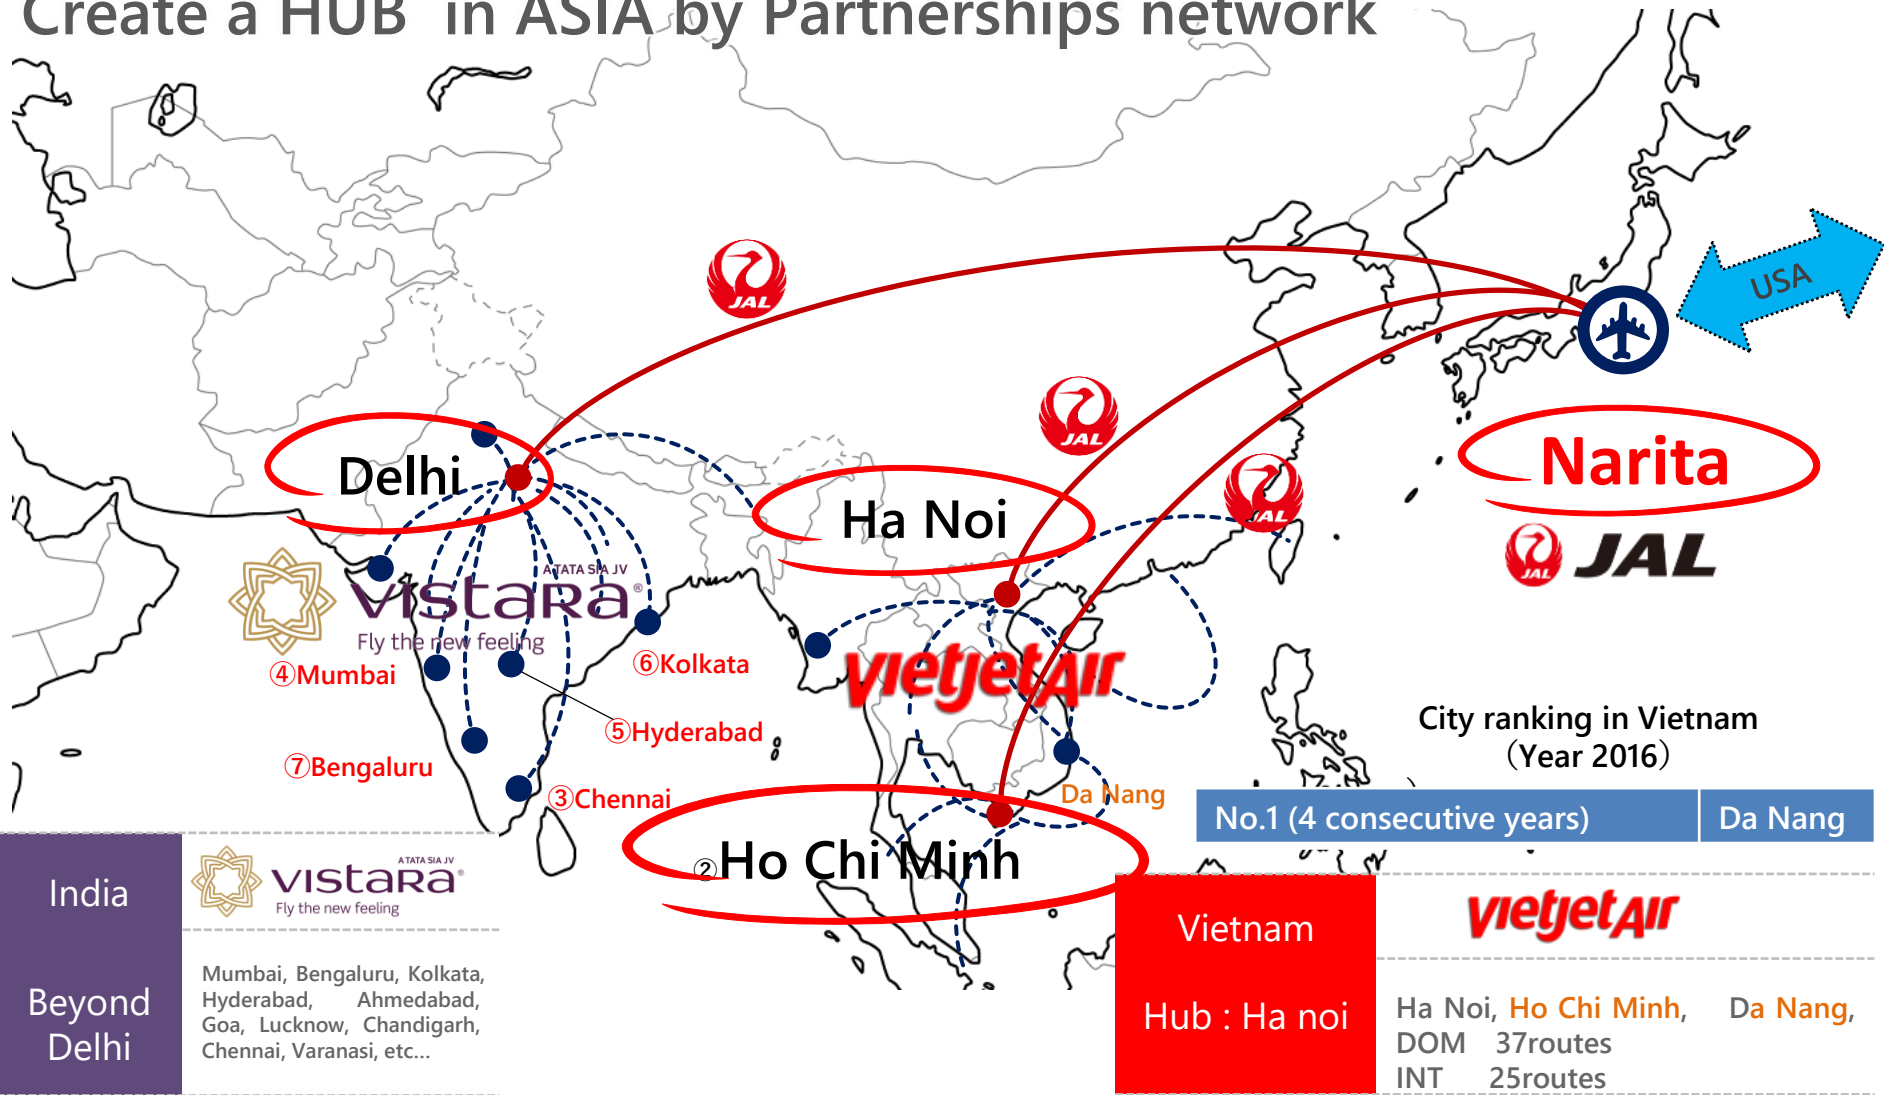 Create a HUB in ASIA by Partnerships network
USA
JAL
JAL
JAL
Delhi
Ha Noi
Narita
JAL JAL
A TATA SIA JV
vistara®
Fly the new feeling
④Mumbai
⑥Kolkata
⑤Hyderabad
⑦Bengaluru
③Chennai
vietjetAir
Da Nang
②Ho Chi Minh
City ranking in Vietnam
（Year 2016）
No.1 (4 consecutive years) Da Nang
India
A TATA SIA JV
vistara®
Fly the new feeling
Beyond
Delhi
Mumbai, Bengaluru, Kolkata,
Hyderabad, Ahmedabad,
Goa, Lucknow, Chandigarh,
Chennai, Varanasi, etc...
Vietnam
Hub : Ha noi
vietjetAir
Ha Noi, Ho Chi Minh, Da Nang,
DOM 37routes
INT 25routes